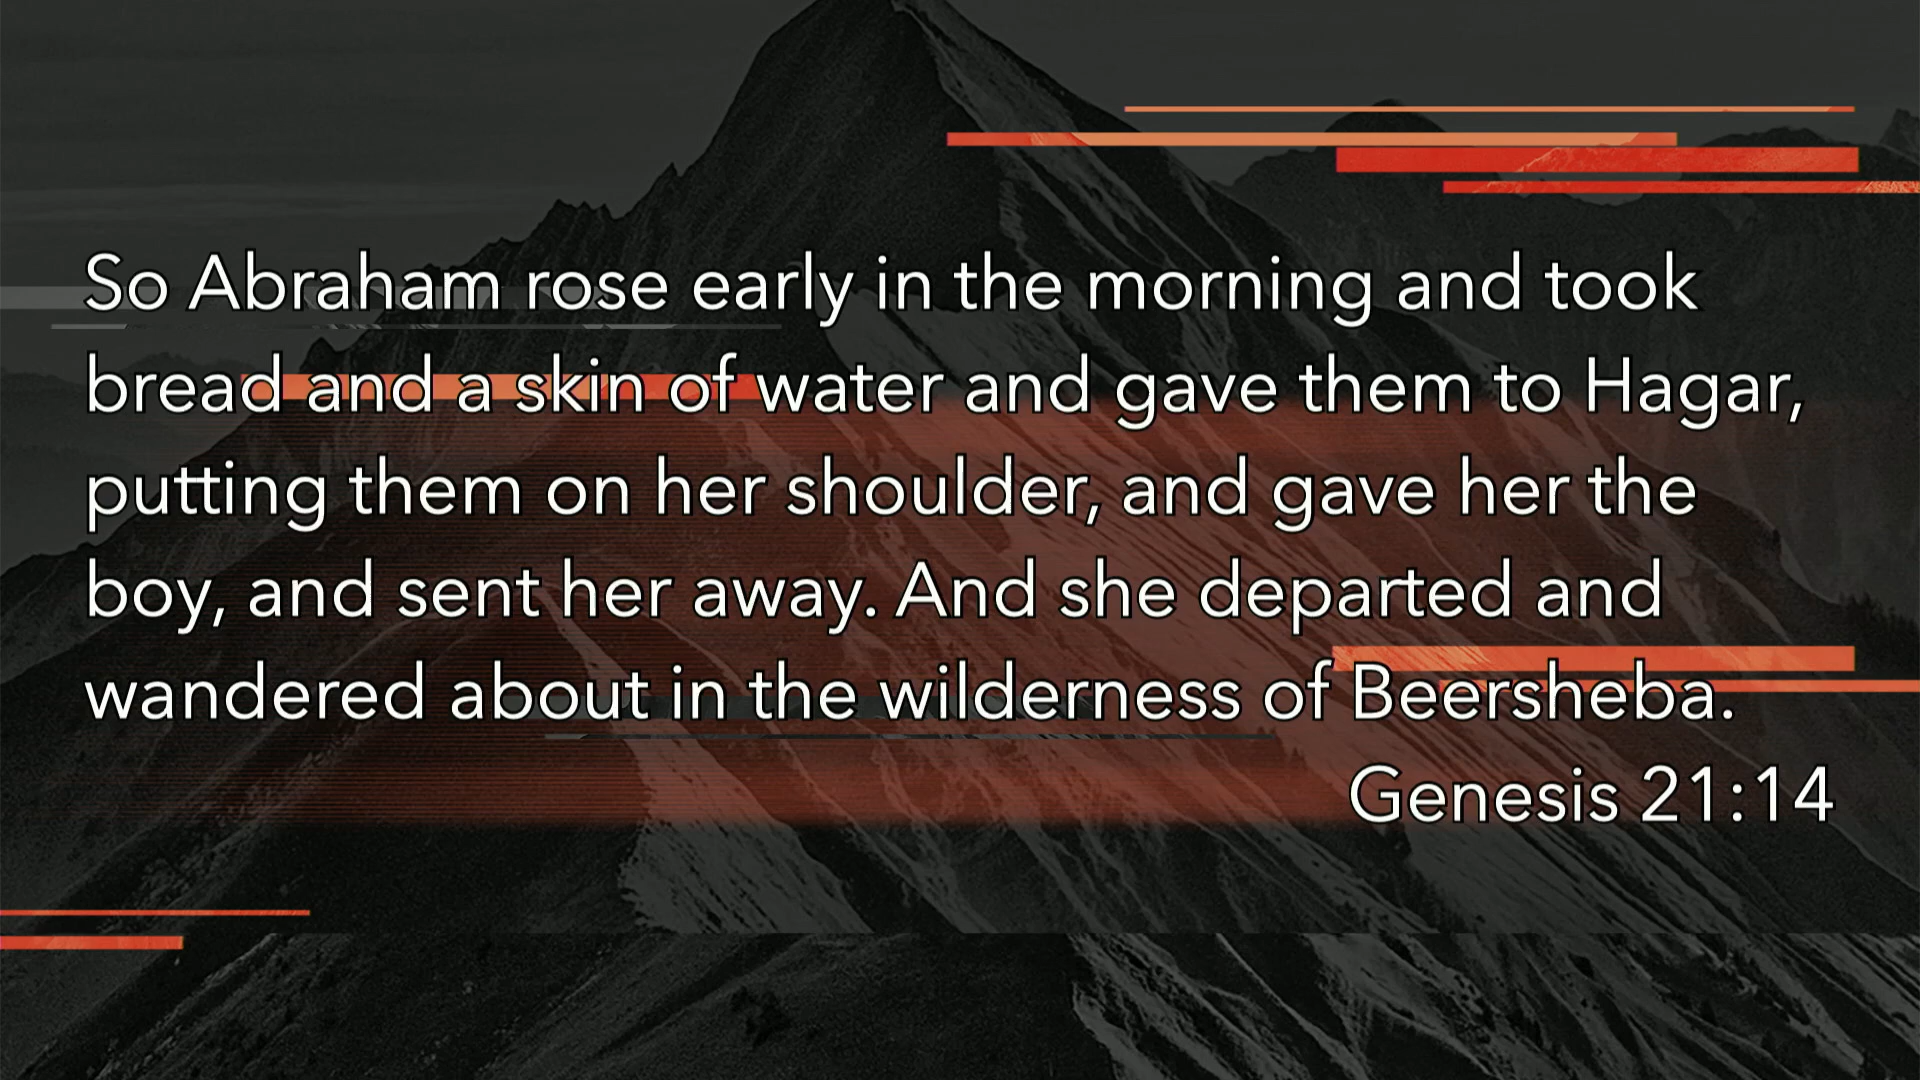 So Abraham rose early in the morning and took
bread and a skin of water and gave them to Hagar,
putting them on her shoulder, and gave her the
boy, and sent her away. And she departed and
wandered about in the wilderness of Beersheba.
Genesis 21:14